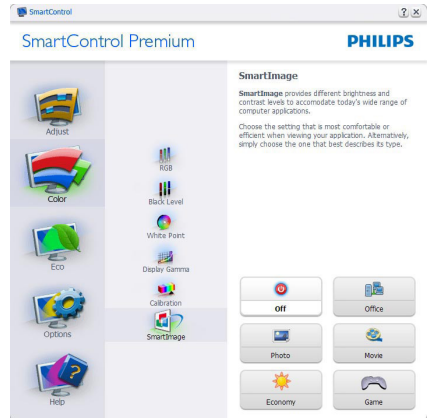 SmartControl
SmartControl Premium
PHILIPS
Adjust
Color
Eco
Options
Help
RGB
Black Level
White Point
Display Gamma
Calibration
SmartImage
SmartImage
SmartImage provides different brightness and
contrast levels to accomodate today's wide range of
computer applications.
Choose the setting that is most comfortable or
efficient when viewing your application. Alternatively,
simply choose the one that best describes its type.
Off
Office
Photo
Movie
Economy
Game